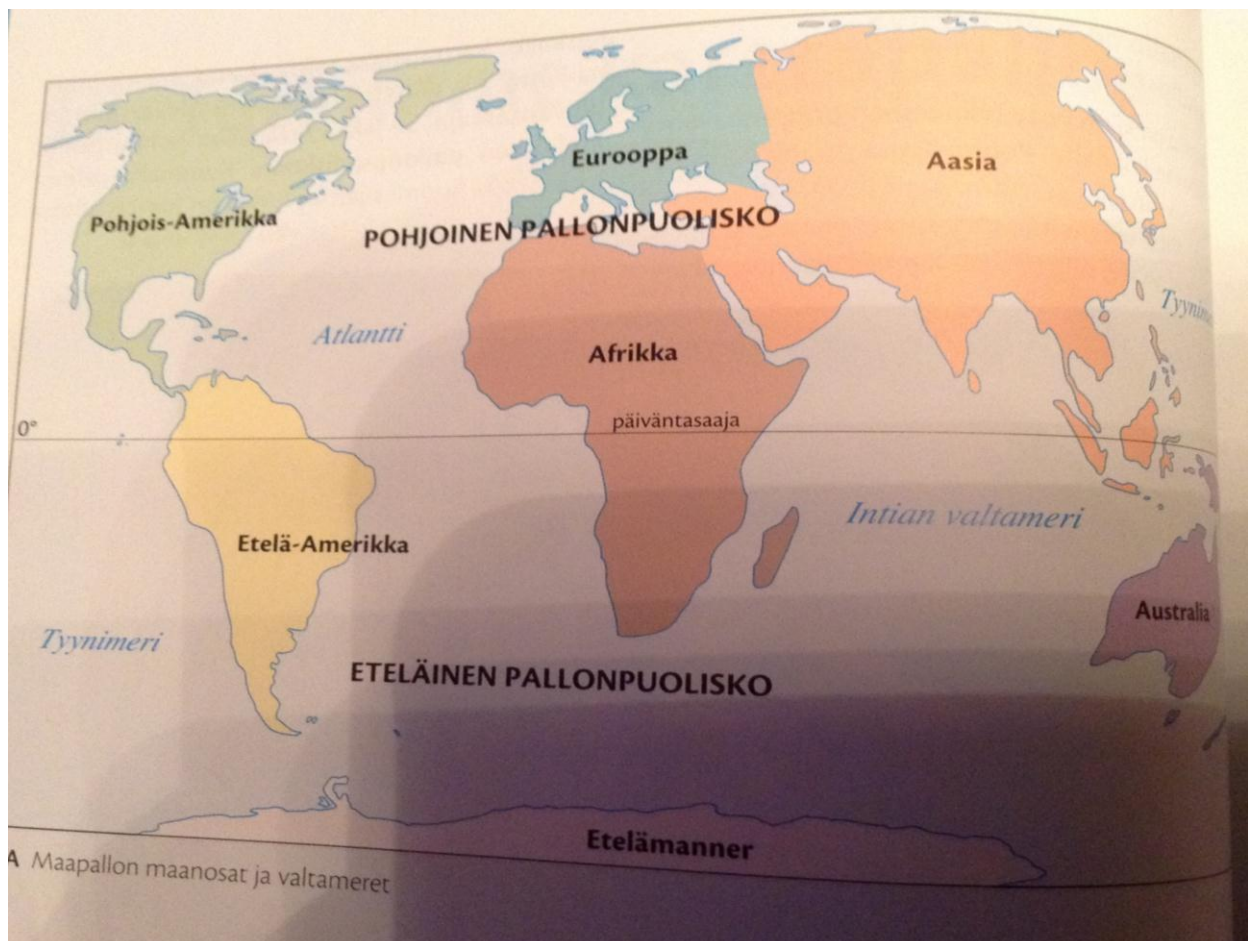 Eurooppa
Aasia
Pohjois-Amerikka
POHJOINEN PALLONPUOLISKO
Atlantti
Afrikka
päiväntasaaja
0°
Intian valtameri
Etelä-Amerikka
Australia
Tyynimeri
ETELÄINEN PALLONPUOLISKO
Etelämanner
A Maapallon maanosat ja valtameret